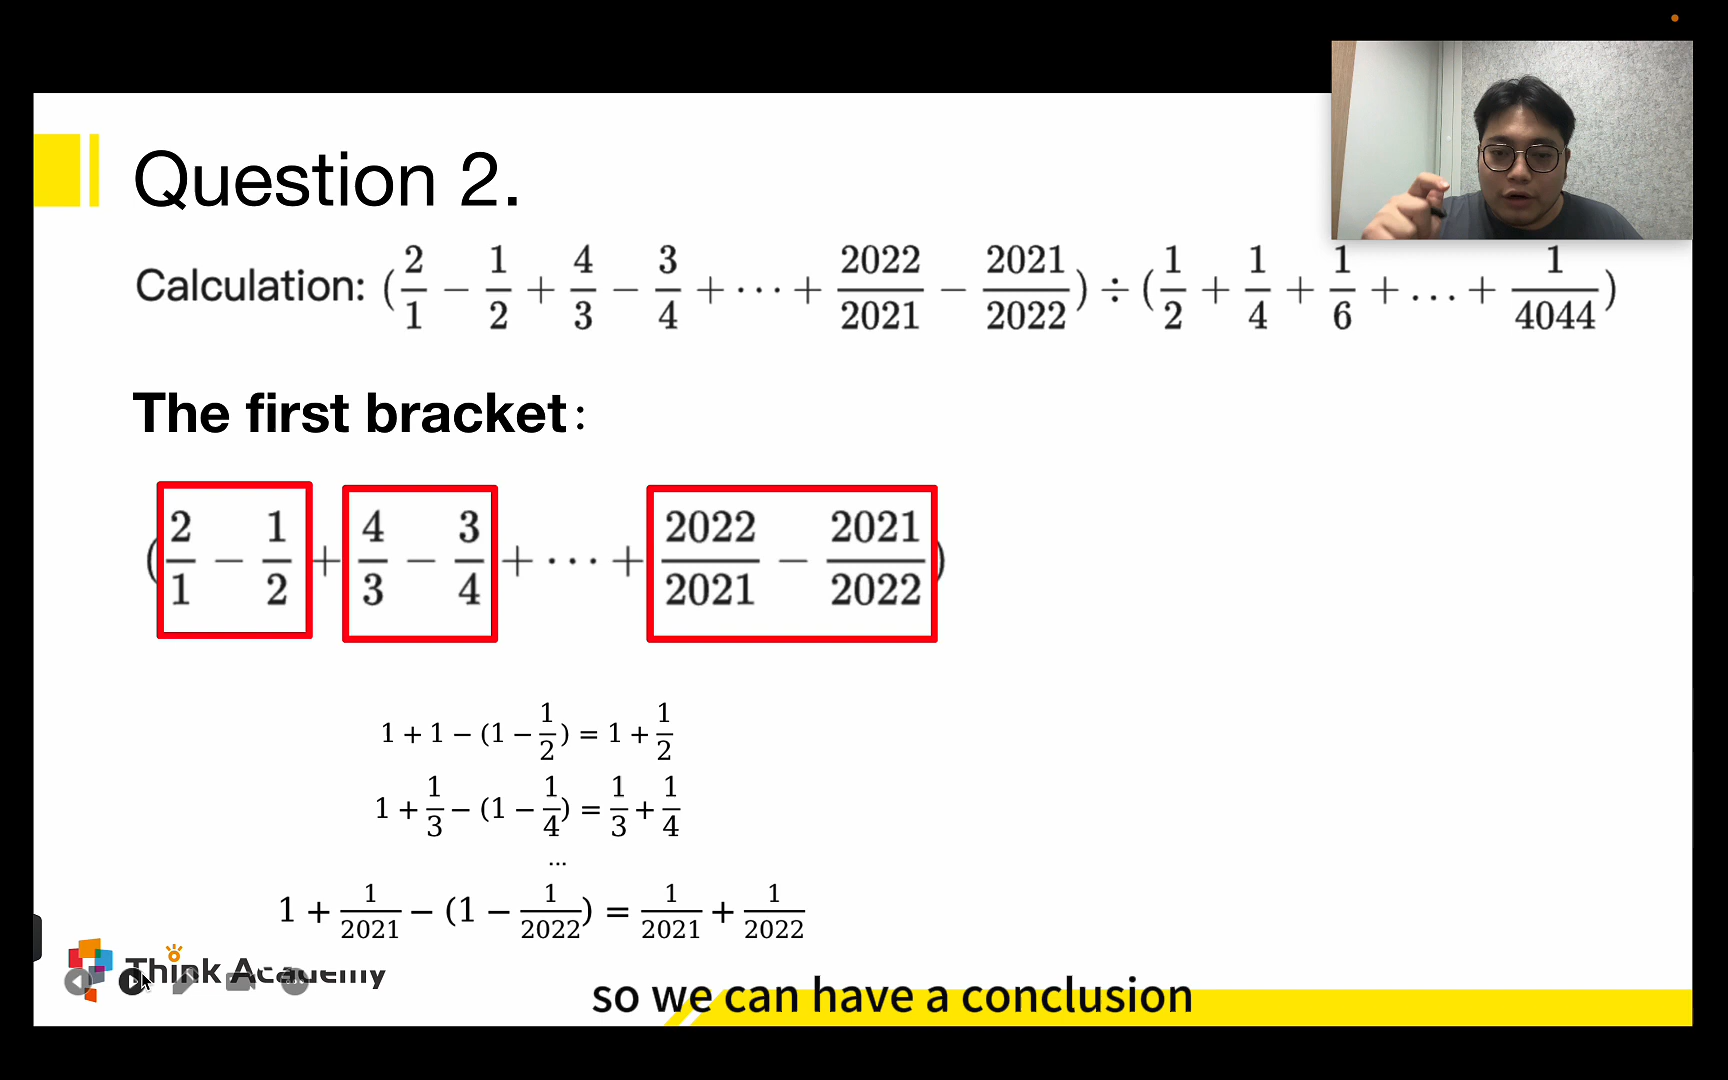 Question 2.
Calculation: (2/1 − 1/2 + 4/3 − 3/4 + ⋯ + 2022/2021 − 2021/2022) ÷ (1/2 + 1/4 + 1/6 + … + 1/4044)
The first bracket:
(2/1 − 1/2 + 4/3 − 3/4 + ⋯ + 2022/2021 − 2021/2022)
1 + 1 − (1 − 1/2) = 1 + 1/2
1 + 1/3 − (1 − 1/4) = 1/3 + 1/4
...
1 + 1/2021 − (1 − 1/2022) = 1/2021 + 1/2022
Think Academy
so we can have a conclusion